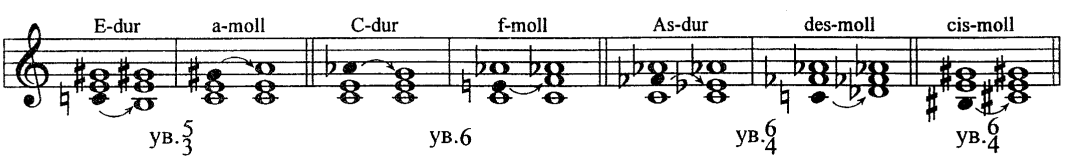 E-dur a-moll C-dur f-moll As-dur des-moll cis-moll
ув.5/3 ув.6 ув.6/4 ув.6/4